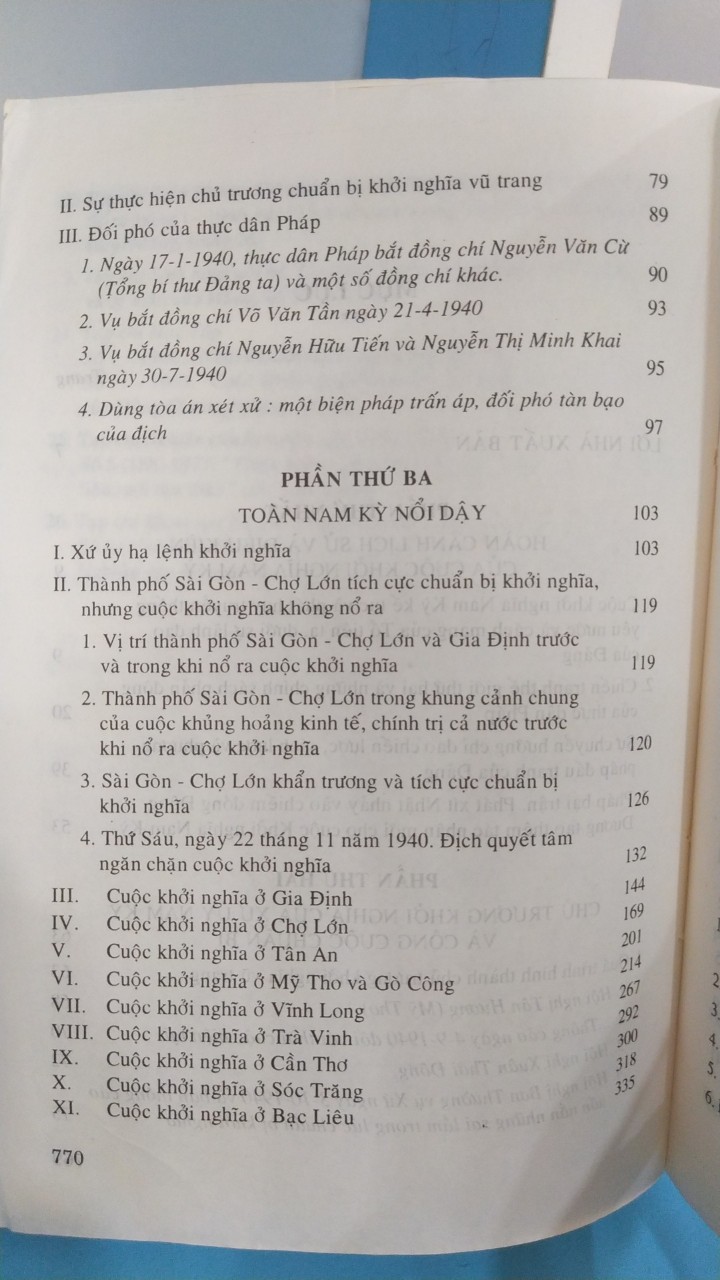 II. Sự thực hiện chủ trương chuẩn bị khởi nghĩa vũ trang 79
III. Đối phó của thực dân Pháp 89
1. Ngày 17-1-1940, thực dân Pháp bắt đồng chí Nguyễn Văn Cừ
(Tổng bí thư Đảng ta) và một số đồng chí khác. 90
2. Vụ bắt đồng chí Võ Văn Tần ngày 21-4-1940 93
3. Vụ bắt đồng chí Nguyễn Hữu Tiến và Nguyễn Thị Minh Khai
ngày 30-7-1940 95
4. Dùng tòa án xét xử : một biện pháp trấn áp, đối phó tàn bạo
của địch 97
PHẦN THỨ BA
TOÀN NAM KỲ NỔI DẬY 103
I. Xứ ủy hạ lệnh khởi nghĩa 103
II. Thành phố Sài Gòn - Chợ Lớn tích cực chuẩn bị khởi nghĩa,
nhưng cuộc khởi nghĩa không nổ ra 119
1. Vị trí thành phố Sài Gòn - Chợ Lớn và Gia Định trước
và trong khi nổ ra cuộc khởi nghĩa 119
2. Thành phố Sài Gòn - Chợ Lớn trong khung cảnh chung
của cuộc khủng hoảng kinh tế, chính trị cả nước trước
khi nổ ra cuộc khởi nghĩa 120
3. Sài Gòn - Chợ Lớn khẩn trương và tích cực chuẩn bị
khởi nghĩa 126
4. Thứ Sáu, ngày 22 tháng 11 năm 1940. Địch quyết tâm
ngăn chặn cuộc khởi nghĩa 132
III. Cuộc khởi nghĩa ở Gia Định 144
IV. Cuộc khởi nghĩa ở Chợ Lớn 169
V. Cuộc khởi nghĩa ở Tân An 201
VI. Cuộc khởi nghĩa ở Mỹ Tho và Gò Công 214
VII. Cuộc khởi nghĩa ở Vĩnh Long 267
VIII. Cuộc khởi nghĩa ở Trà Vinh 292
IX. Cuộc khởi nghĩa ở Cần Thơ 300
X. Cuộc khởi nghĩa ở Sóc Trăng 318
XI. Cuộc khởi nghĩa ở Bạc Liêu 335
770
2
3.
4.
5.
6.